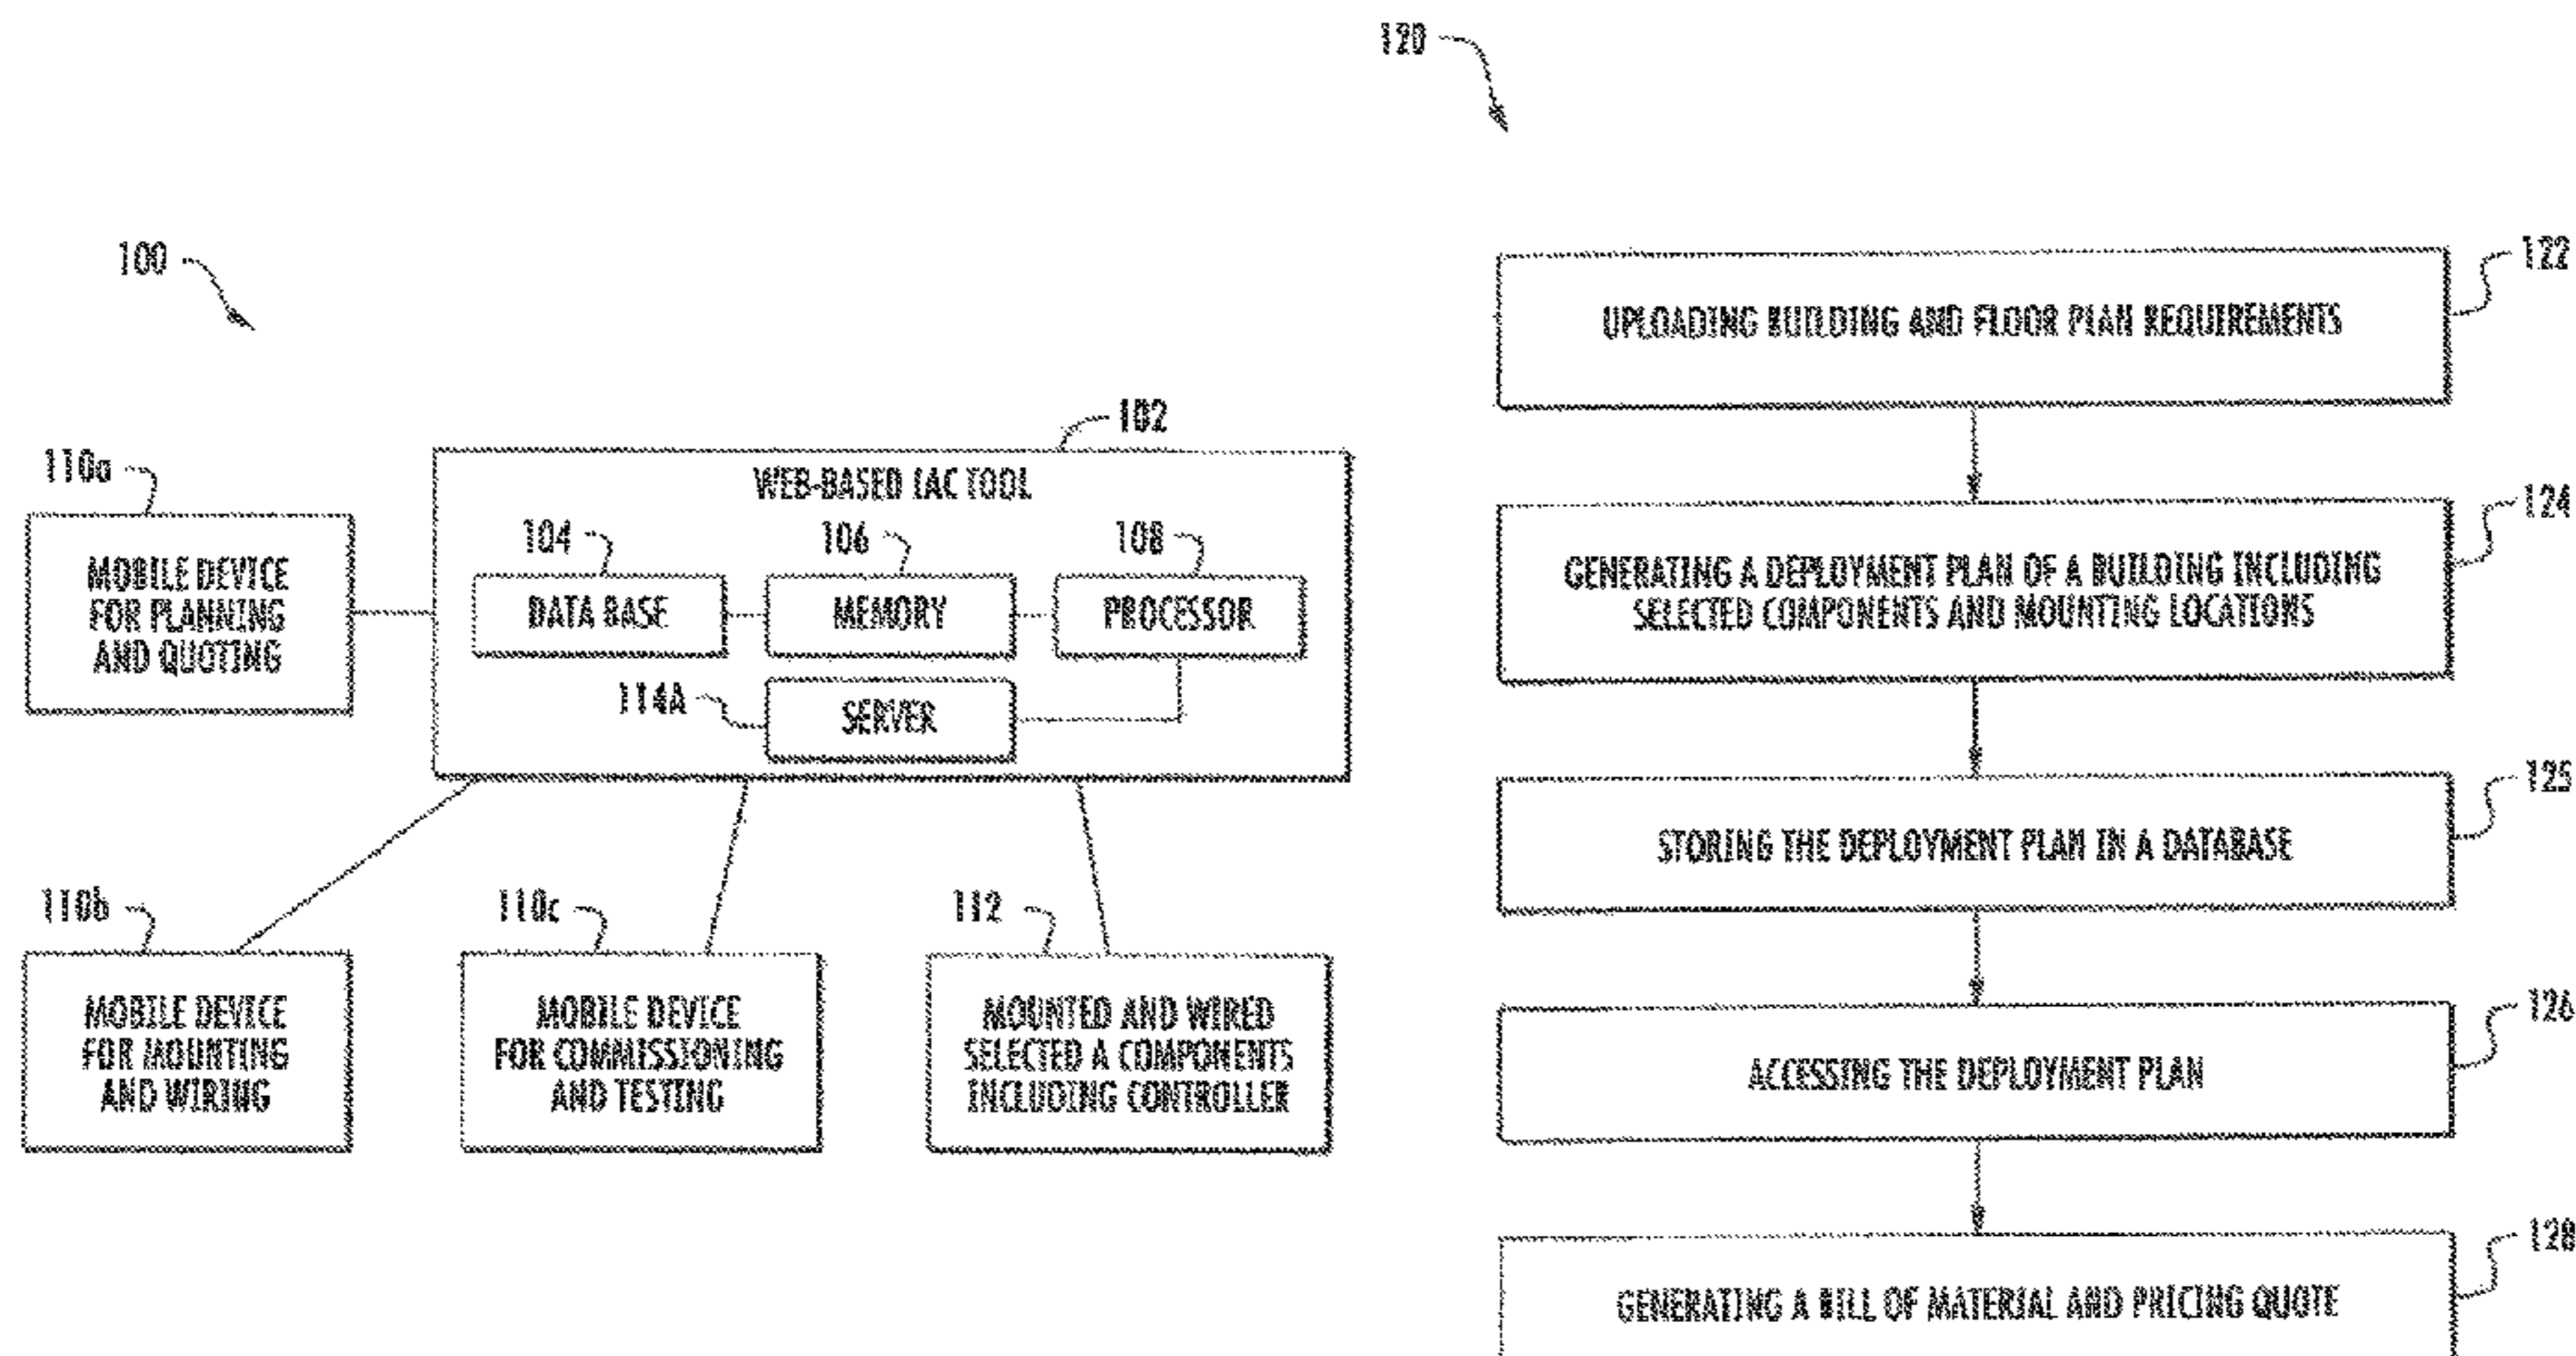 120
100
102
110a
WEB-BASED IAC TOOL
104
106
108
MOBILE DEVICE
FOR PLANNING
AND QUOTING
DATA BASE
MEMORY
PROCESSOR
114A
SERVER
110b
110c
112
MOBILE DEVICE
FOR MOUNTING
AND WIRING
MOBILE DEVICE
FOR COMMISSIONING
AND TESTING
MOUNTED AND WIRED
SELECTED A COMPONENTS
INCLUDING CONTROLLER
122
UPLOADING BUILDING AND FLOOR PLAN REQUIREMENTS
124
GENERATING A DEPLOYMENT PLAN OF A BUILDING INCLUDING
SELECTED COMPONENTS AND MOUNTING LOCATIONS
125
STORING THE DEPLOYMENT PLAN IN A DATABASE
126
ACCESSING THE DEPLOYMENT PLAN
128
GENERATING A BILL OF MATERIAL AND PRICING QUOTE